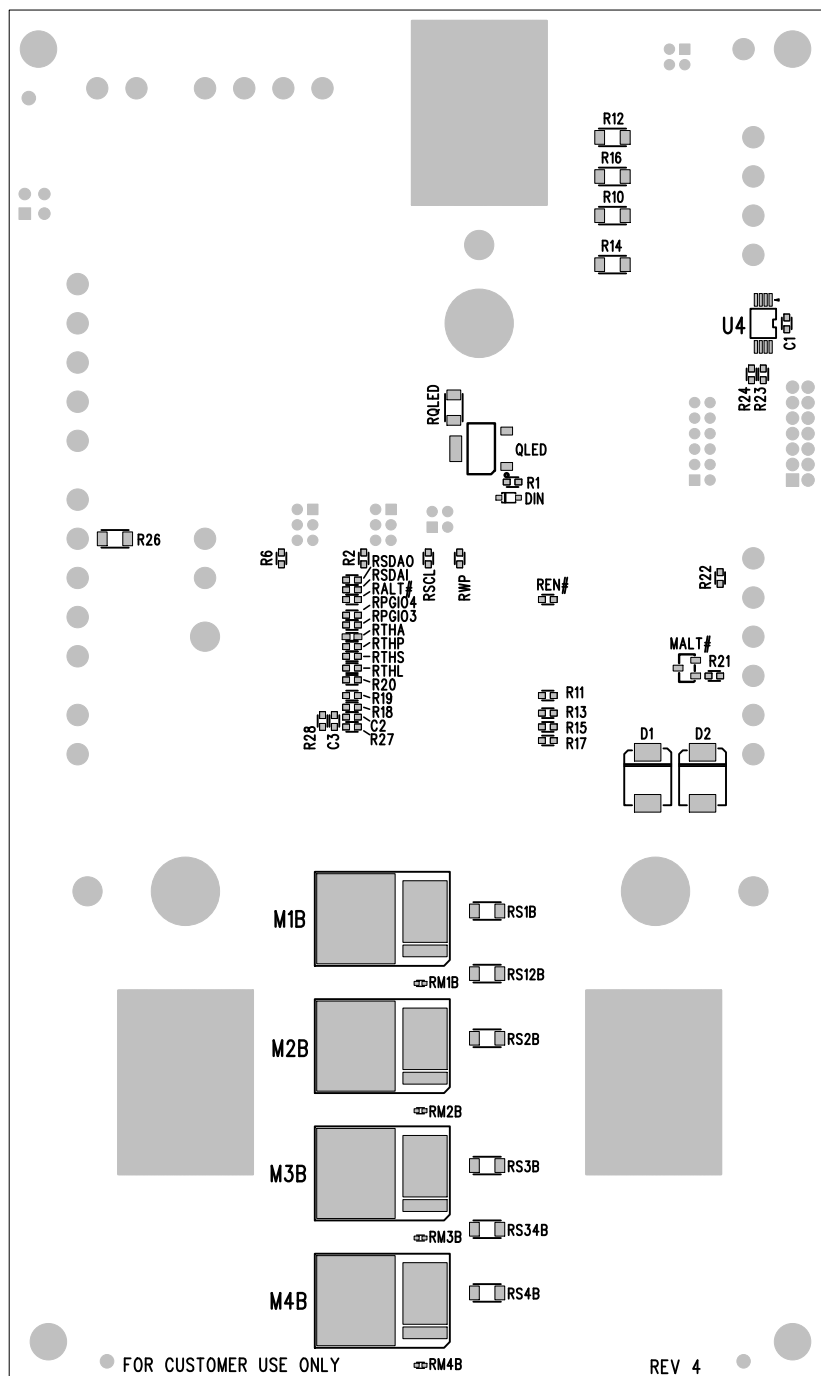 R12
R16
R10
R14
U4
C1
R24
R23
RQLED
QLED
R1
DIN
R26
R6
R2
RSDAO
RSDAI
RALT#
RPGIO4
RPGIO3
RTHA
RTHP
RTHS
RTHL
R20
R19
R18
C2
R27
RSCL
RWP
REN#
R22
MALT#
R21
R11
R13
R15
R17
R28
C3
D1
D2
M1B
RS1B
RM1B
RS12B
M2B
RS2B
RM2B
M3B
RS3B
RM3B
RS34B
M4B
RS4B
RM4B
FOR CUSTOMER USE ONLY
REV 4